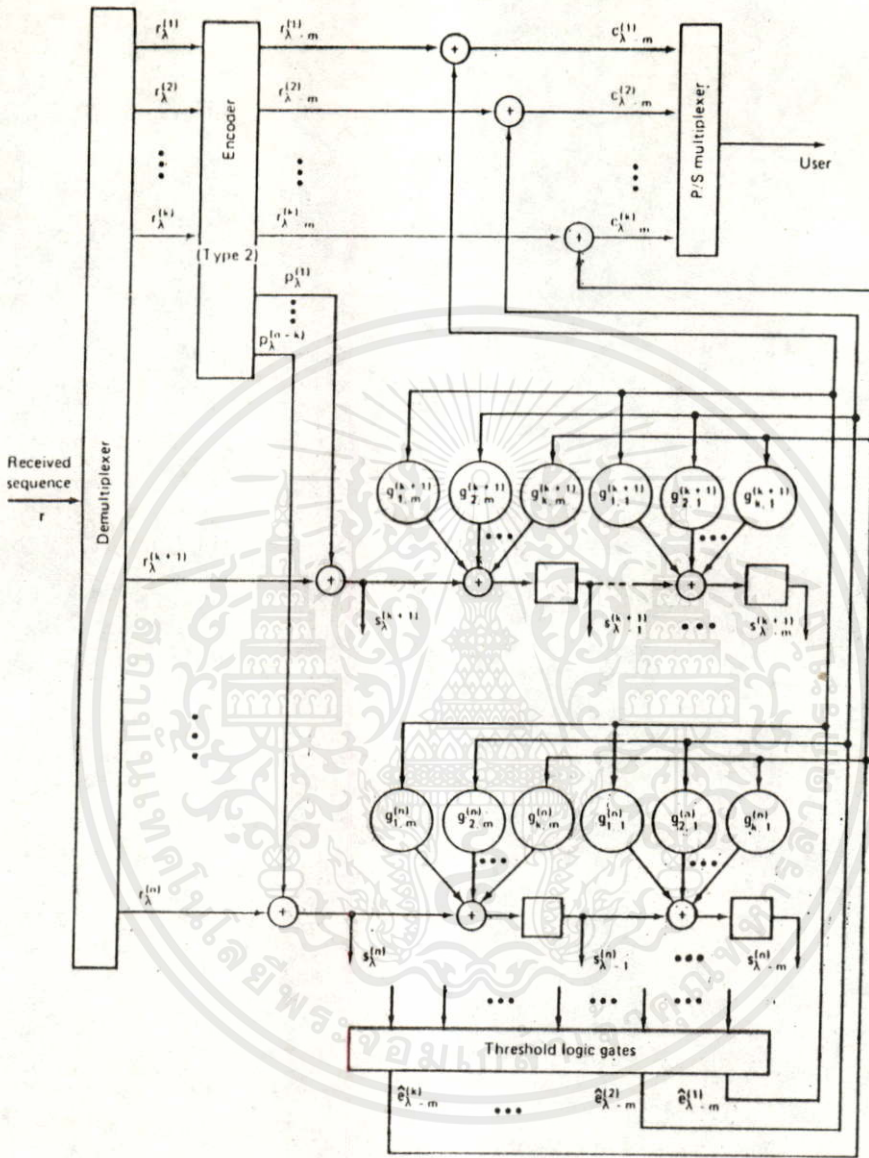 r_λ^(1)
r_λ-m^(1)
c_λ-m^(1)
r_λ^(2)
r_λ-m^(2)
c_λ-m^(2)
Encoder
P/S multiplexer
User
r_λ^(k)
r_λ-m^(k)
c_λ-m^(k)
(Type 2)
p_λ^(1)
p_λ^(n-k)
Received
sequence
r
Demultiplexer
g_1,m^(k+1) g_2,m^(k+1) g_k,m^(k+1) g_1,1^(k+1) g_2,1^(k+1) g_k,1^(k+1)
r_λ^(k+1)
s_λ^(k+1) s_λ-1^(k+1) s_λ-m^(k+1)
g_1,m^(n) g_2,m^(n) g_k,m^(n) g_1,1^(n) g_2,1^(n) g_k,1^(n)
r_λ^(n)
s_λ^(n) s_λ-1^(n) s_λ-m^(n)
Threshold logic gates
ê_λ-m^(k) ê_λ-m^(2) ê_λ-m^(1)